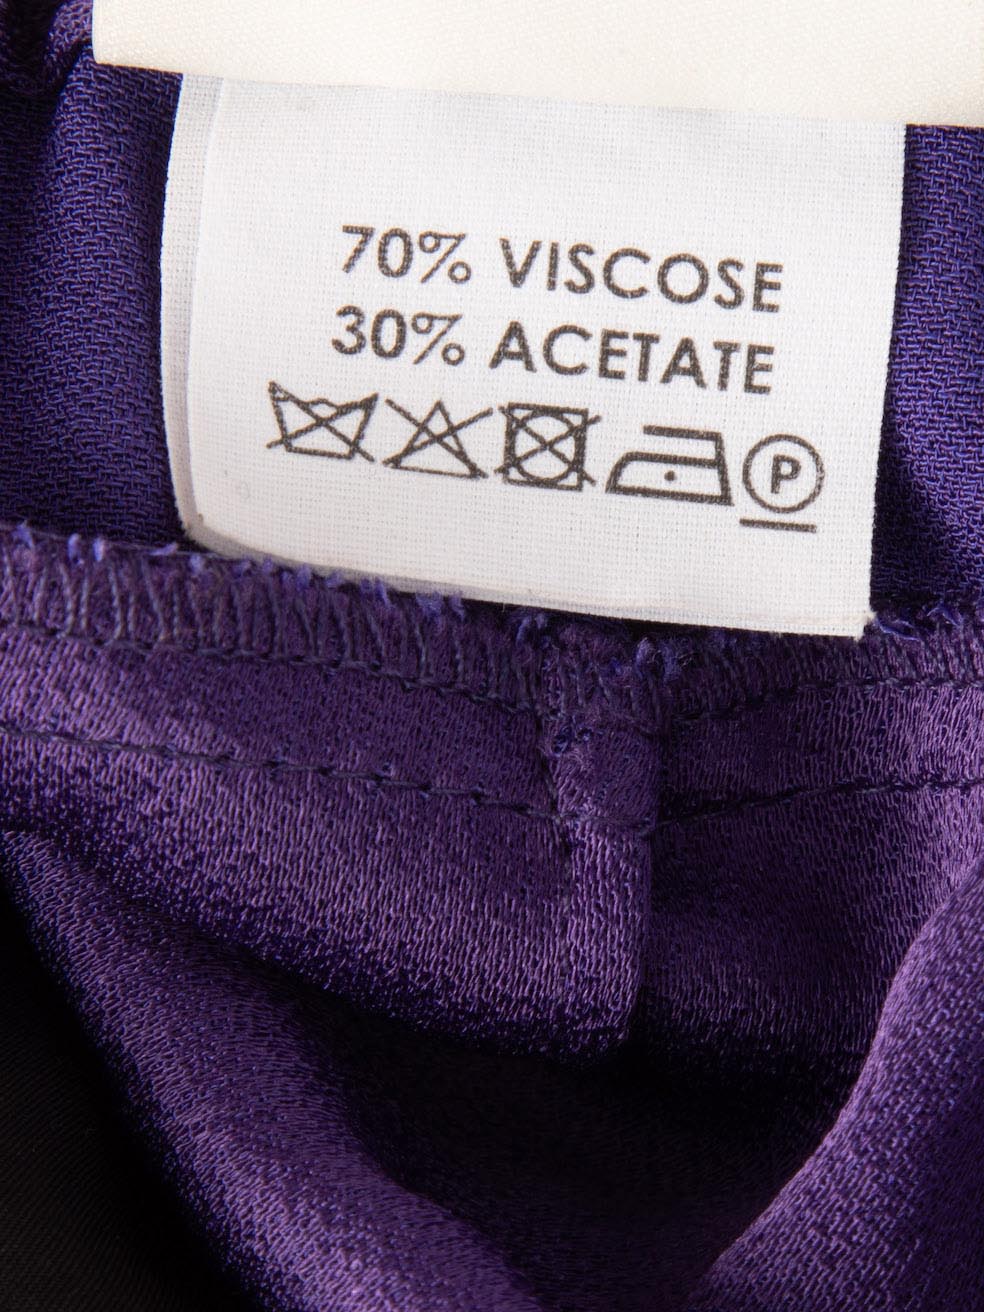 70% VISCOSE
30% ACETATE
P